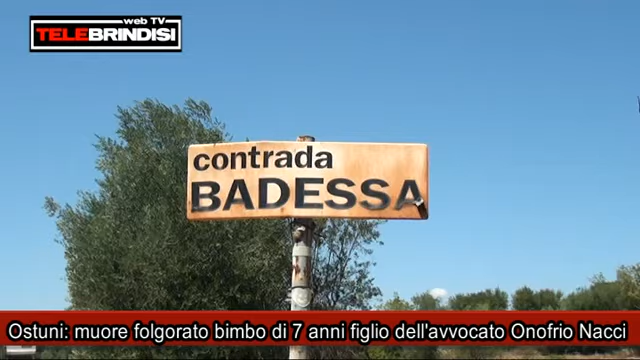 web TV
TELEBRINDISI
contrada
BADESSA
Ostuni: muore folgorato bimbo di 7 anni figlio dell'avvocato Onofrio Nacci